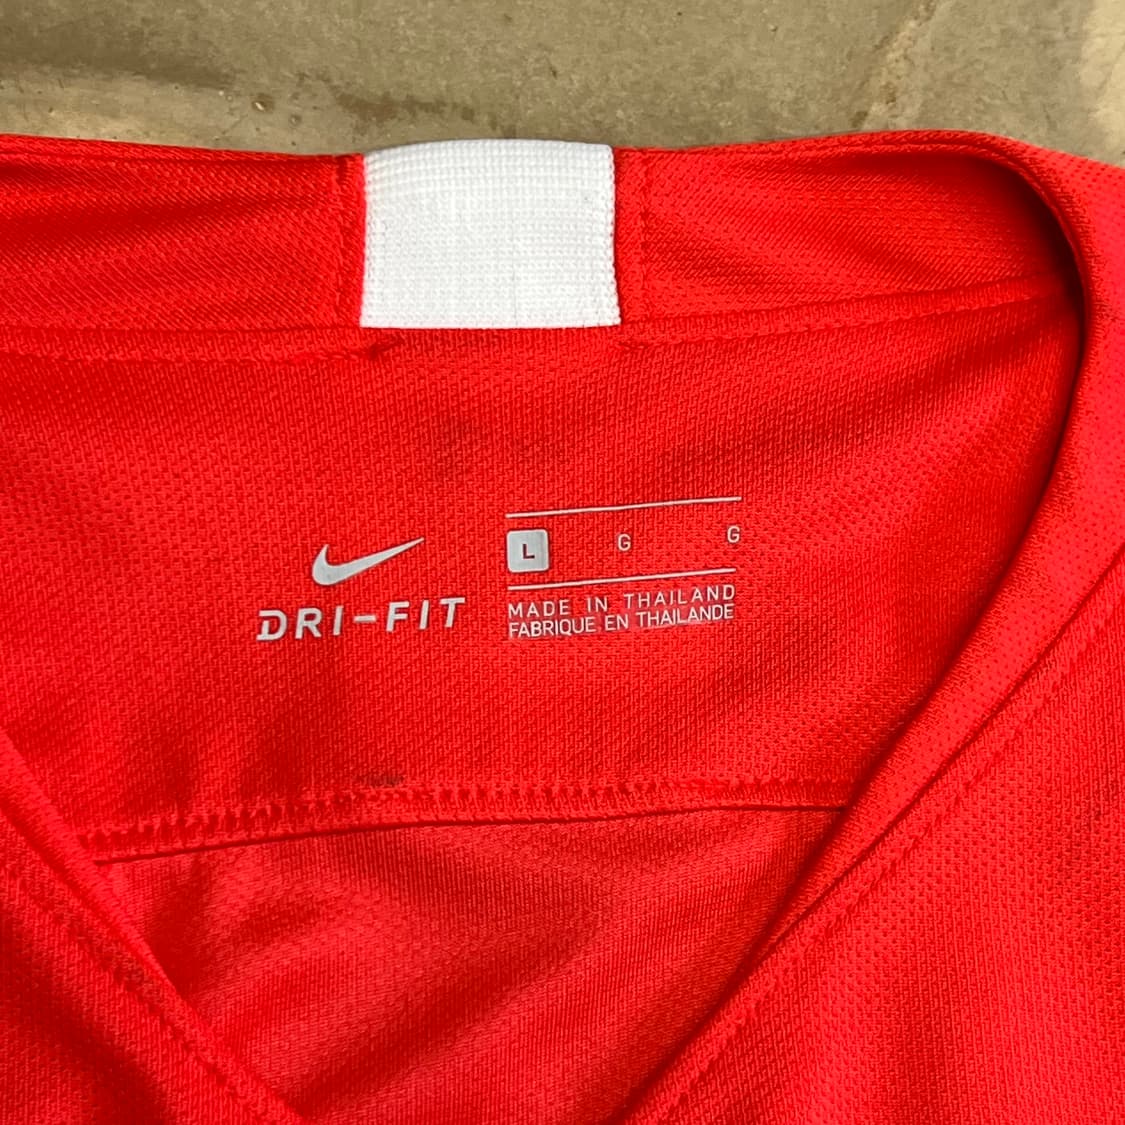 DRI-FIT
L G G
MADE IN THAILAND
FABRIQUE EN THAILANDE